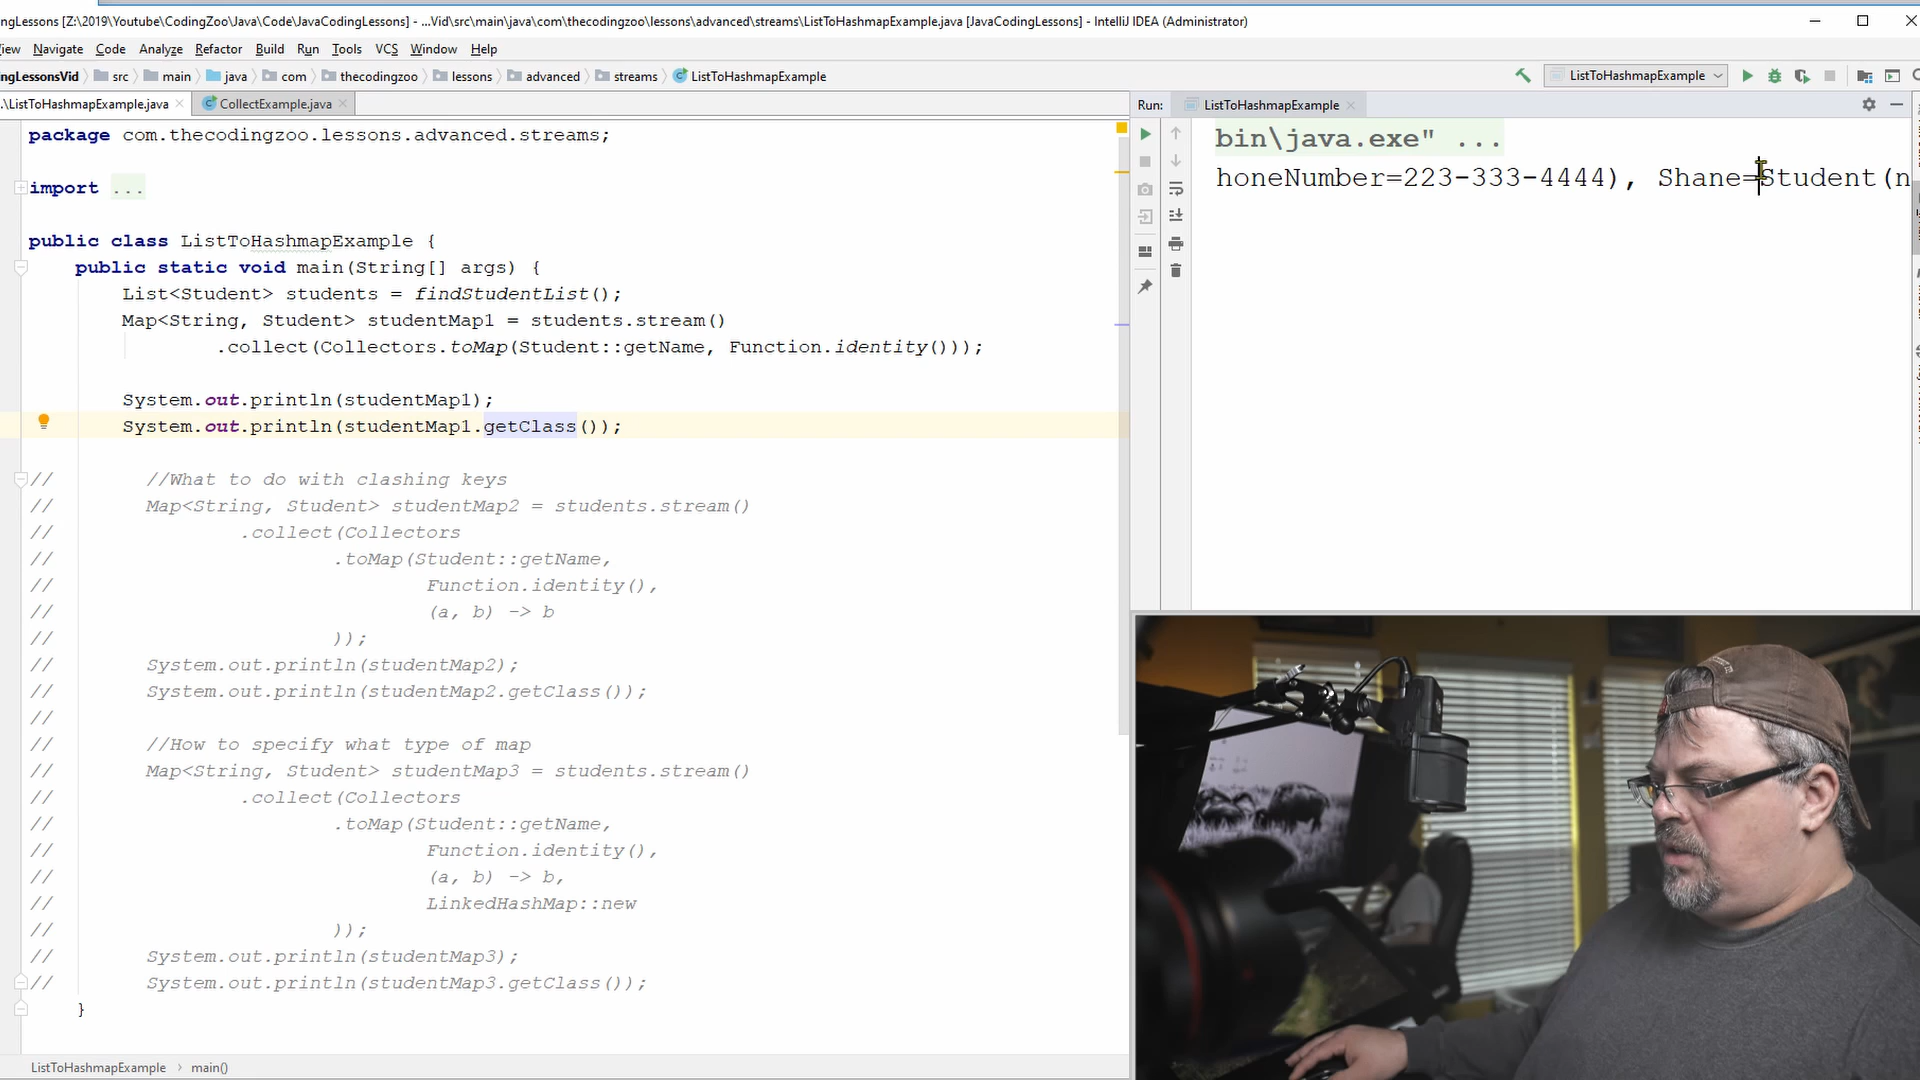 ngLessons [Z:\2019\Youtube\CodingZoo\Java\Code\JavaCodingLessons] - ...Vid\src\main\java\com\thecodingzoo\lessons\advanced\streams\ListToHashmapExample.java [JavaCodingLessons] - IntelliJ IDEA (Administrator)
iew Navigate Code Analyze Refactor Build Run Tools VCS Window Help
ngLessonsVid src main java com thecodingzoo lessons advanced streams ListToHashmapExample ListToHashmapExample
.\ListToHashmapExample.java CollectExample.java
package com.thecodingzoo.lessons.advanced.streams;
import ...
public class ListToHashmapExample {
public static void main(String[] args) {
List<Student> students = findStudentList();
Map<String, Student> studentMap1 = students.stream()
.collect(Collectors.toMap(Student::getName, Function.identity()));
System.out.println(studentMap1);
System.out.println(studentMap1.getClass());
// //What to do with clashing keys
// Map<String, Student> studentMap2 = students.stream()
// .collect(Collectors
// .toMap(Student::getName,
// Function.identity(),
// (a, b) -> b
// ));
// System.out.println(studentMap2);
// System.out.println(studentMap2.getClass());
//
// //How to specify what type of map
// Map<String, Student> studentMap3 = students.stream()
// .collect(Collectors
// .toMap(Student::getName,
// Function.identity(),
// (a, b) -> b,
// LinkedHashMap::new
// ));
// System.out.println(studentMap3);
// System.out.println(studentMap3.getClass());
}
ListToHashmapExample › main()
Run: ListToHashmapExample
bin\java.exe" ...
honeNumber=223-333-4444), Shane=Student(n